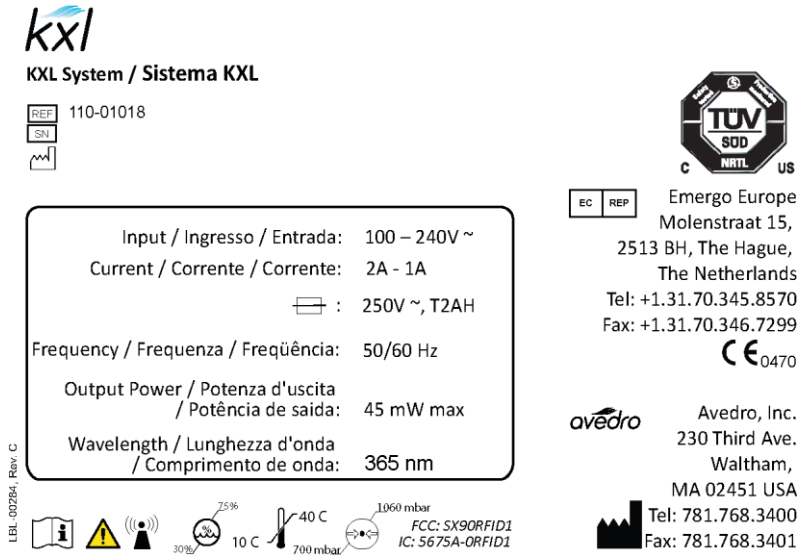 kxl
KXL System / Sistema KXL
REF 110-01018
SN
Safety tested
S
Production monitored
TÜV
SÜD
NRTL
C US
Input / Ingresso / Entrada: 100 – 240V ~
Current / Corrente / Corrente: 2A - 1A
: 250V ~, T2AH
Frequency / Frequenza / Freqüência: 50/60 Hz
Output Power / Potenza d'uscita
/ Potência de saida: 45 mW max
Wavelength / Lunghezza d'onda
/ Comprimento de onda: 365 nm
EC REP Emergo Europe
Molenstraat 15,
2513 BH, The Hague,
The Netherlands
Tel: +1.31.70.345.8570
Fax: +1.31.70.346.7299
CE 0470
avedro
Avedro, Inc.
230 Third Ave.
Waltham,
MA 02451 USA
Tel: 781.768.3400
Fax: 781.768.3401
LBL-00284, Rev. C
i
!
75%
%
30%
40 C
10 C
1060 mbar
700 mbar
FCC: SX90RFID1
IC: 5675A-0RFID1